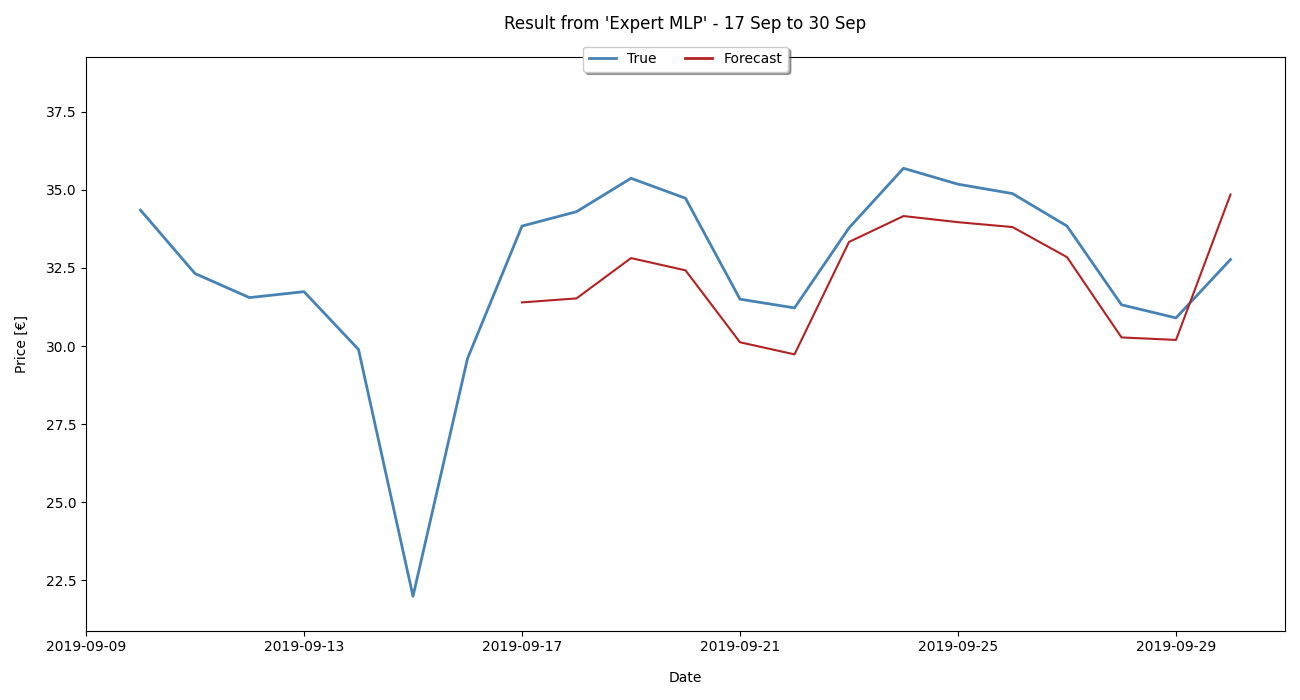 Result from 'Expert MLP' - 17 Sep to 30 Sep
True Forecast
37.5
35.0
32.5
30.0
27.5
25.0
22.5
Price [€]
2019-09-09 2019-09-13 2019-09-17 2019-09-21 2019-09-25 2019-09-29
Date